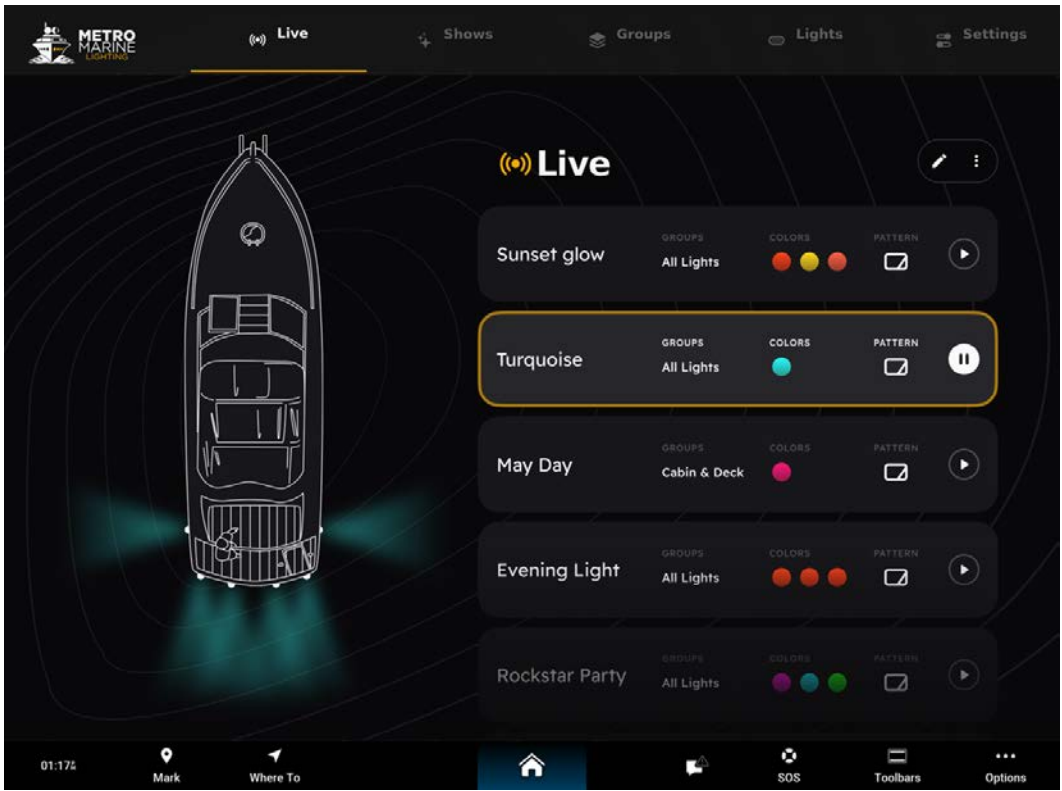 METRO
MARINE
LIGHTING
Live
Shows
Groups
Lights
Settings
Live
Sunset glow
GROUPS
All Lights
COLORS
PATTERN
Turquoise
GROUPS
All Lights
COLORS
PATTERN
May Day
GROUPS
Cabin & Deck
COLORS
PATTERN
Evening Light
GROUPS
All Lights
COLORS
PATTERN
Rockstar Party
GROUPS
All Lights
COLORS
PATTERN
01:17
Mark
Where To
SOS
Toolbars
Options